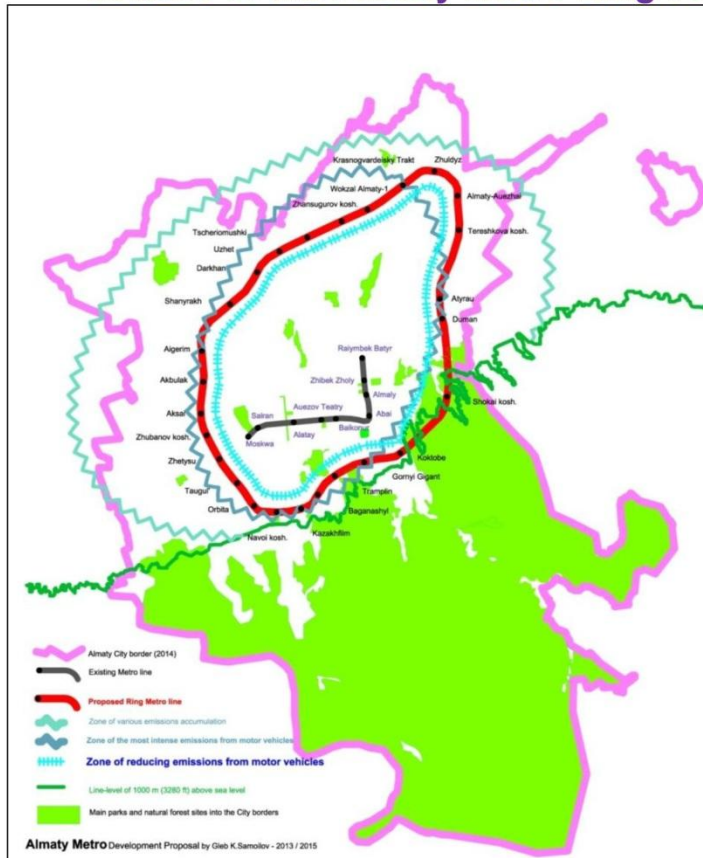 Krasnogvardeisky Trakt
Zhuldyz
Wokzal Almaty-1
Almaty-Auezhai
Zhansugurov kosh.
Tereshkova kosh.
Tscheriomushki
Uzhet
Darkhan
Shanyrakh
Atyrau
Duman
Aigerim
Raiymbek Batyr
Akbulak
Zhibek Zholy
Almaly
Aksai
Sairan
Auezov Teatry
Abai
Shokai kosh.
Baikonur
Zhubanov kosh.
Moskwa
Alatay
Zhetysu
Koktobe
Gornyi Gigant
Taugul
Tramplin
Orbita
Baganashyl
Navoi kosh.
Kazakhfilm
Almaty City border (2014)
Existing Metro line
Proposed Ring Metro line
Zone of various emissions accumulation
Zone of the most intense emissions from motor vehicles
Zone of reducing emissions from motor vehicles
Line-level of 1000 m (3280 ft) above sea level
Main parks and natural forest sites into the City borders
Almaty Metro Development Proposal by Gleb K.Samoilov - 2013 / 2015